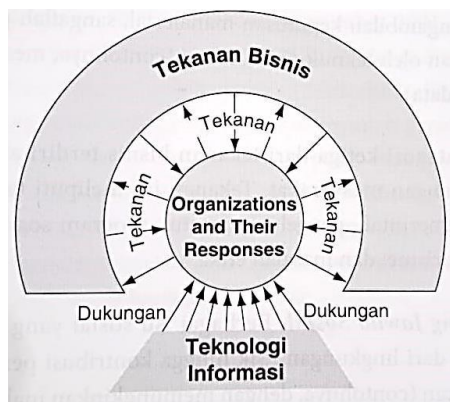 Tekanan Bisnis
Tekanan
Tekanan
Tekanan
Organizations
and Their
Responses
Dukungan
Dukungan
Teknologi
Informasi